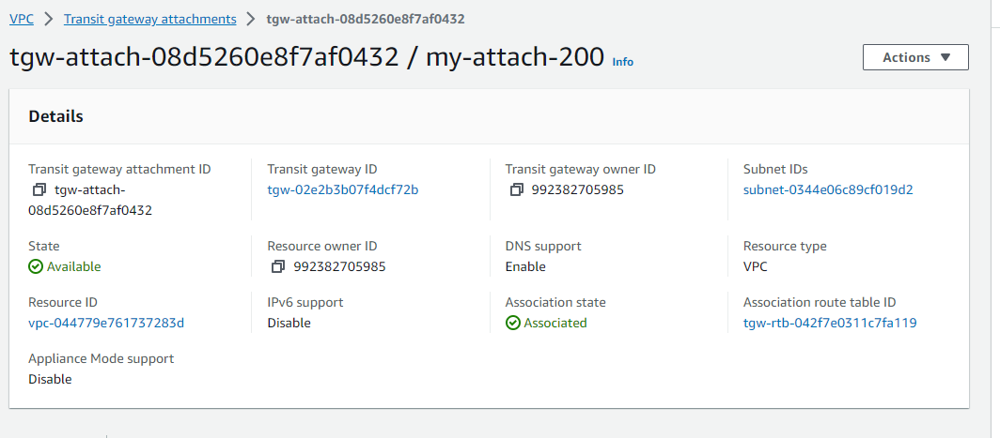 VPC > Transit gateway attachments > tgw-attach-08d5260e8f7af0432
tgw-attach-08d5260e8f7af0432 / my-attach-200 Info
Actions ▼
Details
Transit gateway attachment ID
tgw-attach-
08d5260e8f7af0432
Transit gateway ID
tgw-02e2b3b07f4dcf72b
Transit gateway owner ID
992382705985
Subnet IDs
subnet-0344e06c89cf019d2
State
Available
Resource owner ID
992382705985
DNS support
Enable
Resource type
VPC
Resource ID
vpc-044779e761737283d
IPv6 support
Disable
Association state
Associated
Association route table ID
tgw-rtb-042f7e0311c7fa119
Appliance Mode support
Disable